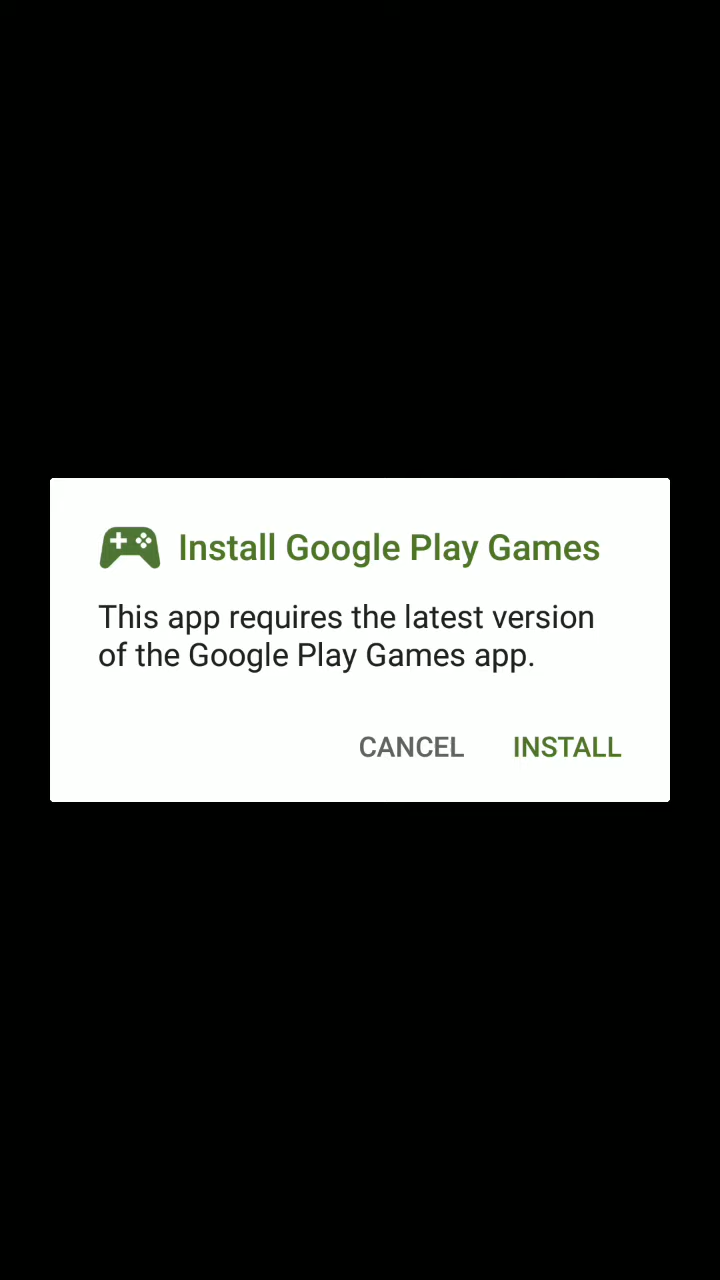 Install Google Play Games
This app requires the latest version
of the Google Play Games app.
CANCEL INSTALL